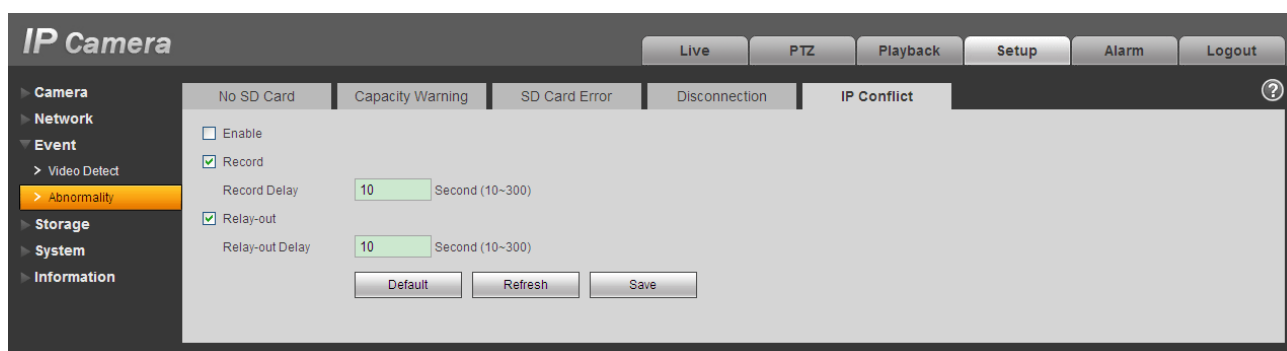 IP Camera
Live PTZ Playback Setup Alarm Logout
Camera
Network
Event
> Video Detect
> Abnormality
Storage
System
Information
No SD Card Capacity Warning SD Card Error Disconnection IP Conflict ?
Enable
Record
Record Delay 10 Second (10~300)
Relay-out
Relay-out Delay 10 Second (10~300)
Default Refresh Save